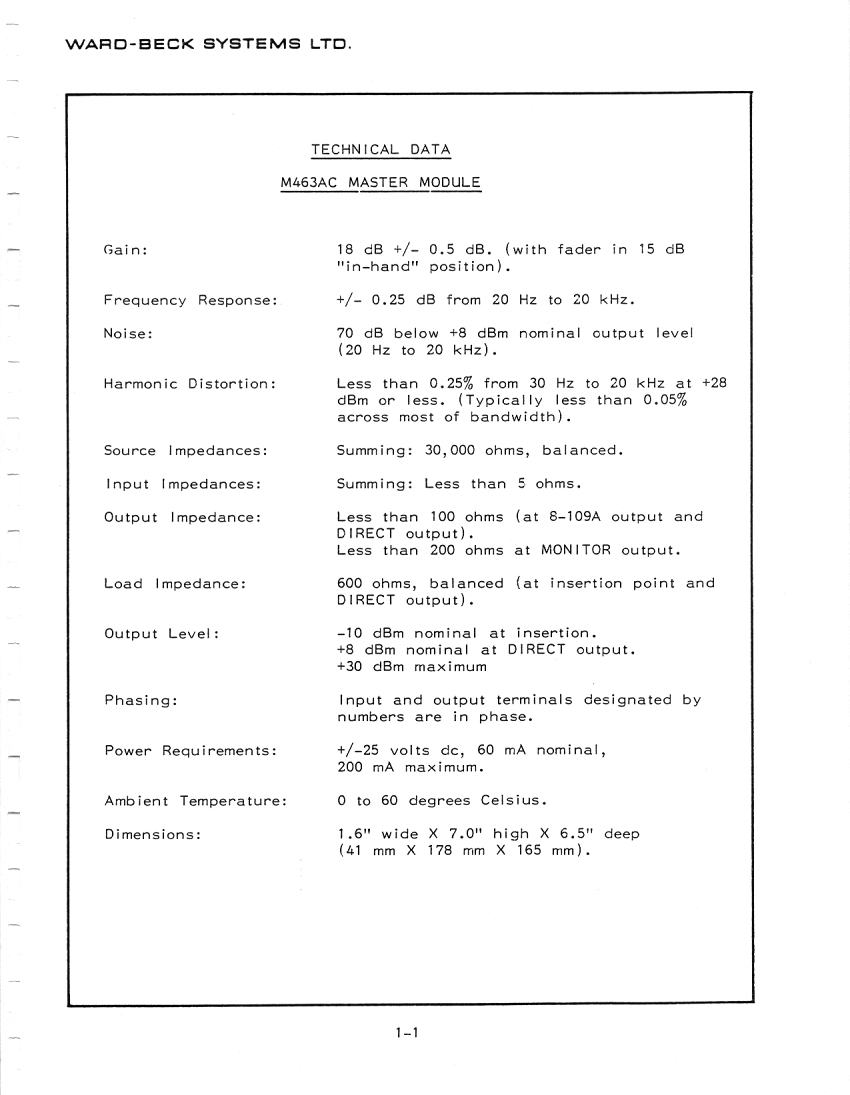 WARD-BECK SYSTEMS LTD.
TECHNICAL DATA
M463AC MASTER MODULE
Gain: 18 dB +/- 0.5 dB. (with fader in 15 dB
"in-hand" position).
Frequency Response: +/- 0.25 dB from 20 Hz to 20 kHz.
Noise: 70 dB below +8 dBm nominal output level
(20 Hz to 20 kHz).
Harmonic Distortion: Less than 0.25% from 30 Hz to 20 kHz at +28
dBm or less. (Typically less than 0.05%
across most of bandwidth).
Source Impedances: Summing: 30,000 ohms, balanced.
Input Impedances: Summing: Less than 5 ohms.
Output Impedance: Less than 100 ohms (at 8-109A output and
DIRECT output).
Less than 200 ohms at MONITOR output.
Load Impedance: 600 ohms, balanced (at insertion point and
DIRECT output).
Output Level: -10 dBm nominal at insertion.
+8 dBm nominal at DIRECT output.
+30 dBm maximum
Phasing: Input and output terminals designated by
numbers are in phase.
Power Requirements: +/-25 volts dc, 60 mA nominal,
200 mA maximum.
Ambient Temperature: 0 to 60 degrees Celsius.
Dimensions: 1.6" wide X 7.0" high X 6.5" deep
(41 mm X 178 mm X 165 mm).
1-1